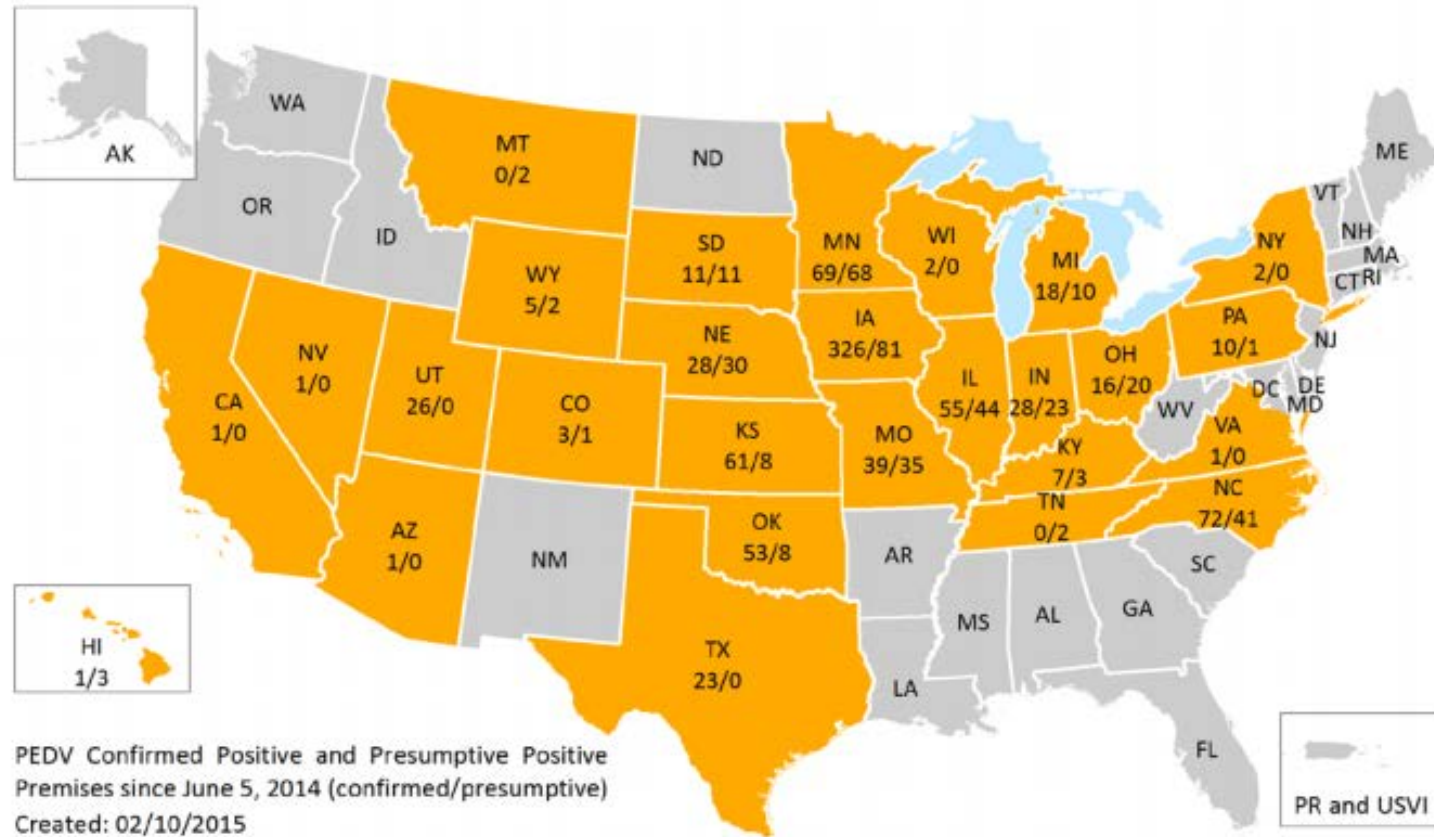 AK
WA
MT
0/2
ND
OR
ID
SD
11/11
MN
69/68
WI
2/0
MI
18/10
NY
2/0
VT
NH
ME
MA
CT
RI
WY
5/2
NE
28/30
IA
326/81
PA
10/1
NJ
CA
1/0
NV
1/0
UT
26/0
CO
3/1
KS
61/8
MO
39/35
IL
55/44
IN
28/23
OH
16/20
WV
DC
DE
MD
VA
1/0
KY
7/3
TN
0/2
NC
72/41
AZ
1/0
NM
OK
53/8
AR
SC
HI
1/3
TX
23/0
LA
MS
AL
GA
FL
PEDV Confirmed Positive and Presumptive Positive
Premises since June 5, 2014 (confirmed/presumptive)
Created: 02/10/2015
PR and USVI